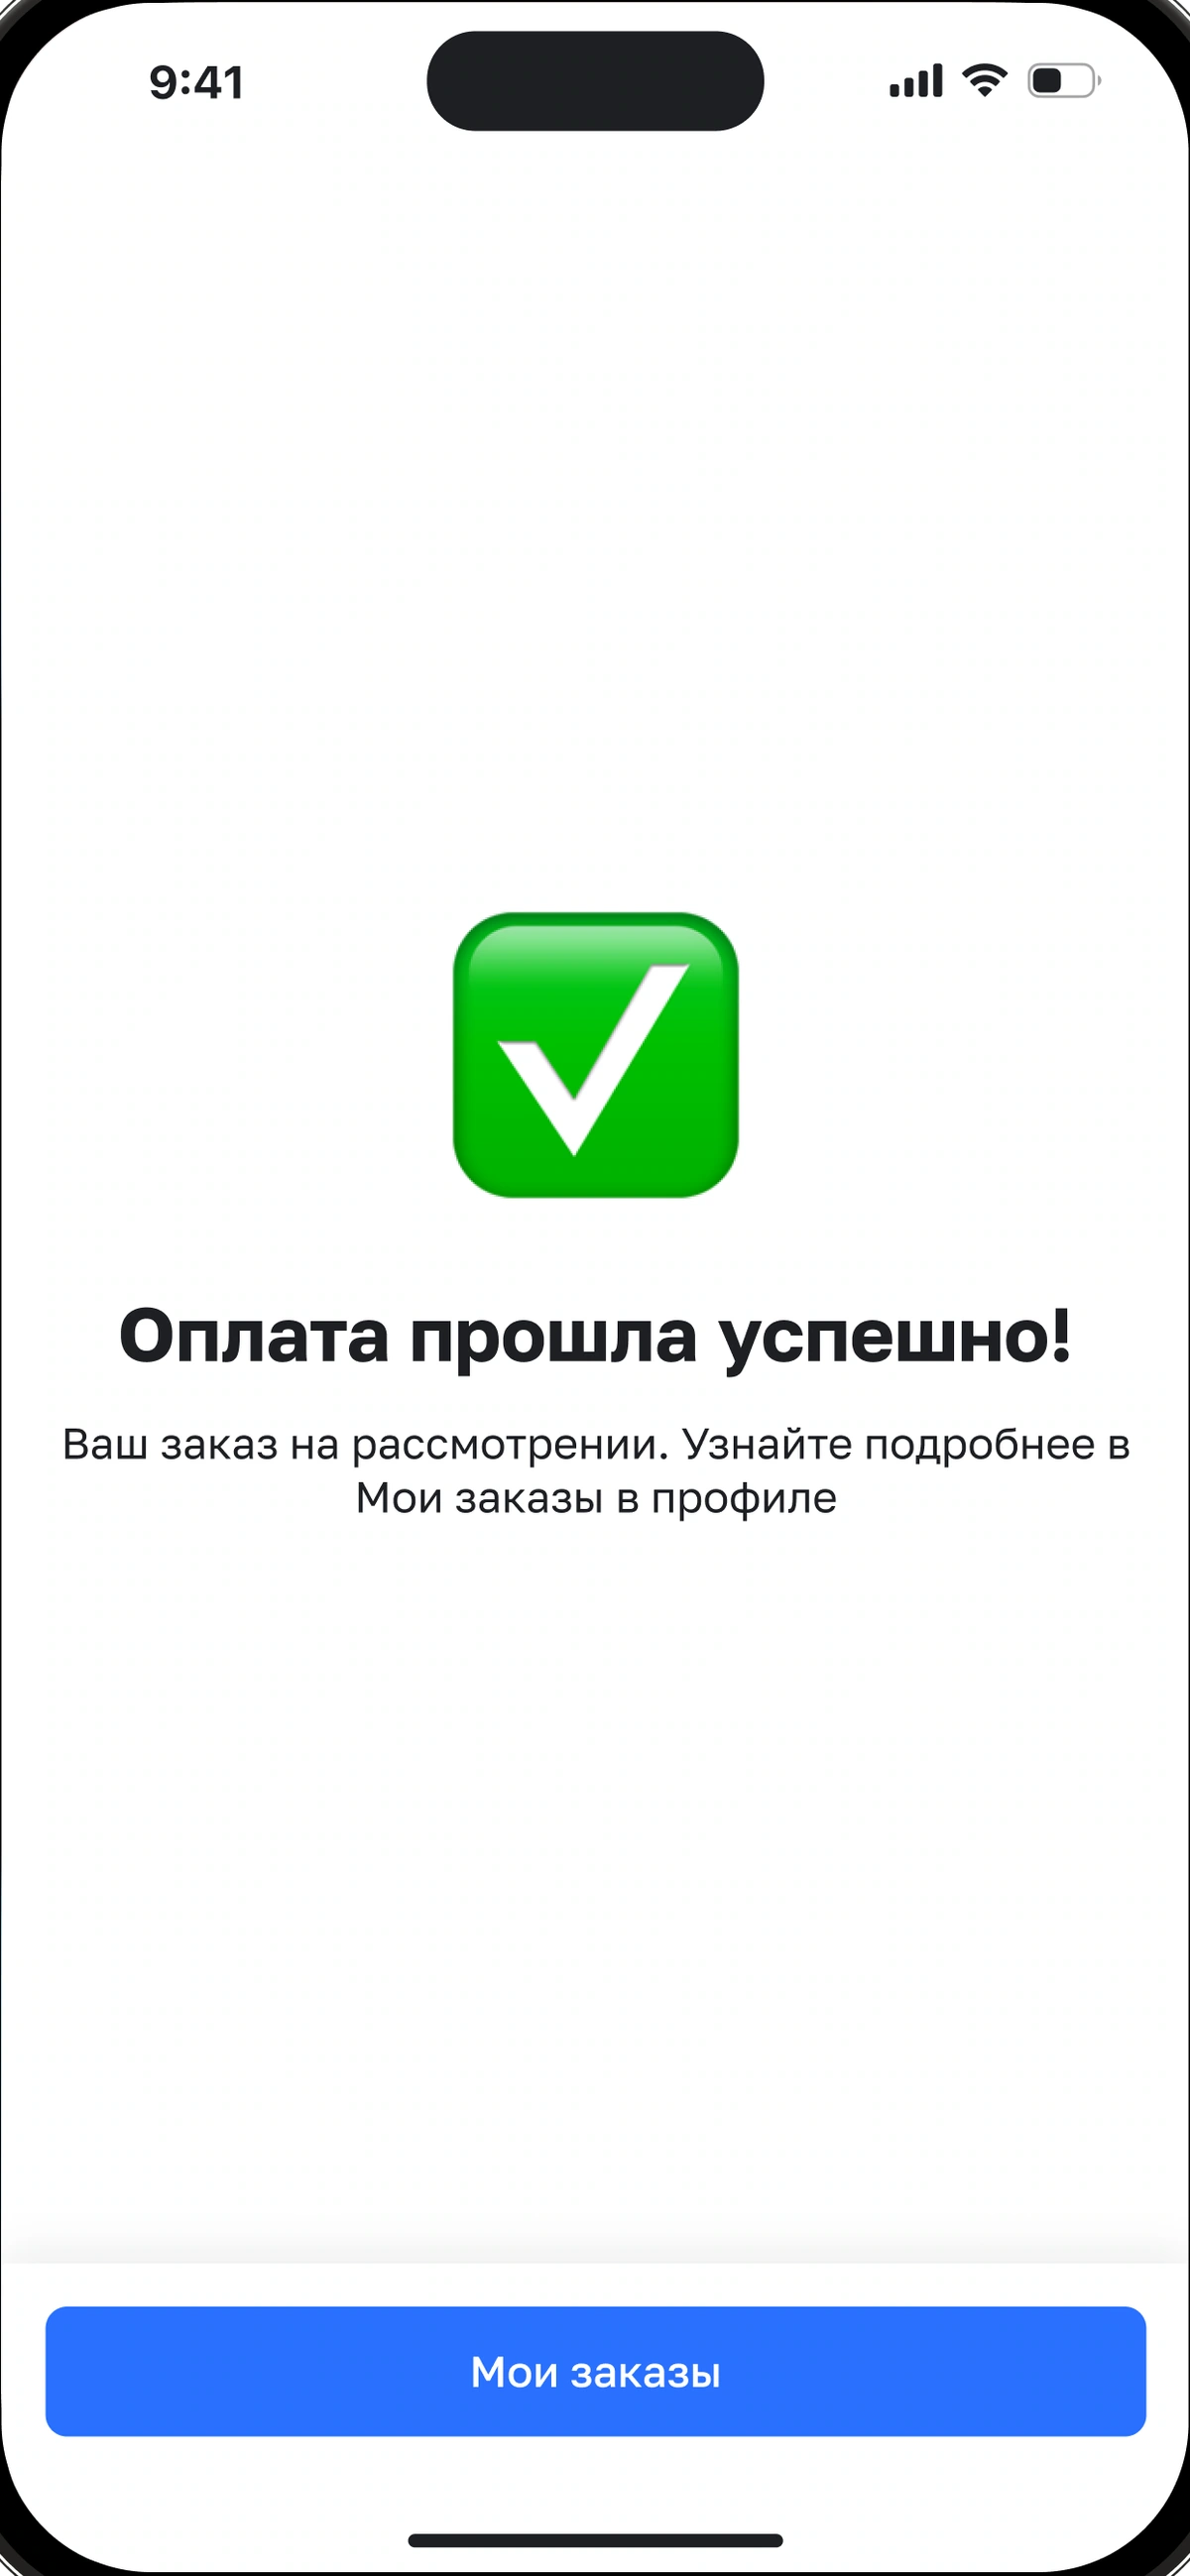 9:41
Оплата прошла успешно!
Ваш заказ на рассмотрении. Узнайте подробнее в
Мои заказы в профиле
Мои заказы